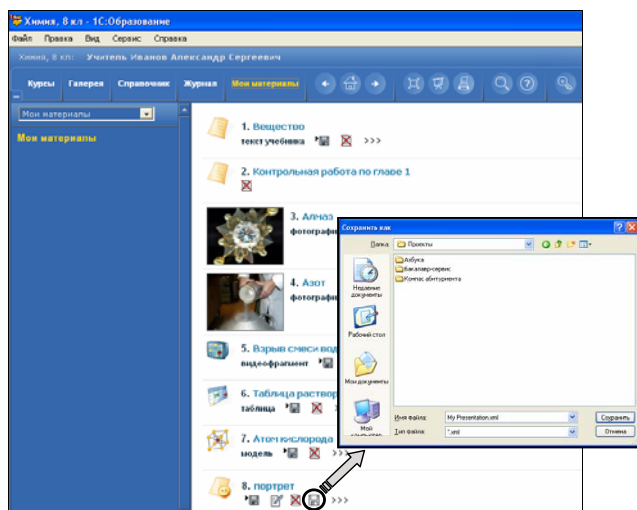 Химия, 8 кл - 1С:Образование
Файл Правка Вид Сервис Справка
Химия, 8 кл: Учитель Иванов Александр Сергеевич
Курсы Галерея Справочник Журнал Мои материалы
Мои материалы
Мои материалы
1. Вещество
текст учебника >>>
2. Контрольная работа по главе 1
3. Алмаз
фотографи
4. Азот
фотографи
5. Взрыв смеси вод
видеофрагмент
6. Таблица раствор
таблица
7. Атом кислорода
модель >>>
8. портрет
>>>
Сохранить как
Папка: Проекты
Азбука
Бакалавр-сервис
Компас абитуриента
Недавние документы
Рабочий стол
Мои документы
Мой компьютер
Имя файла: My Presentation.xml Сохранить
Тип файла: *.xml Отмена